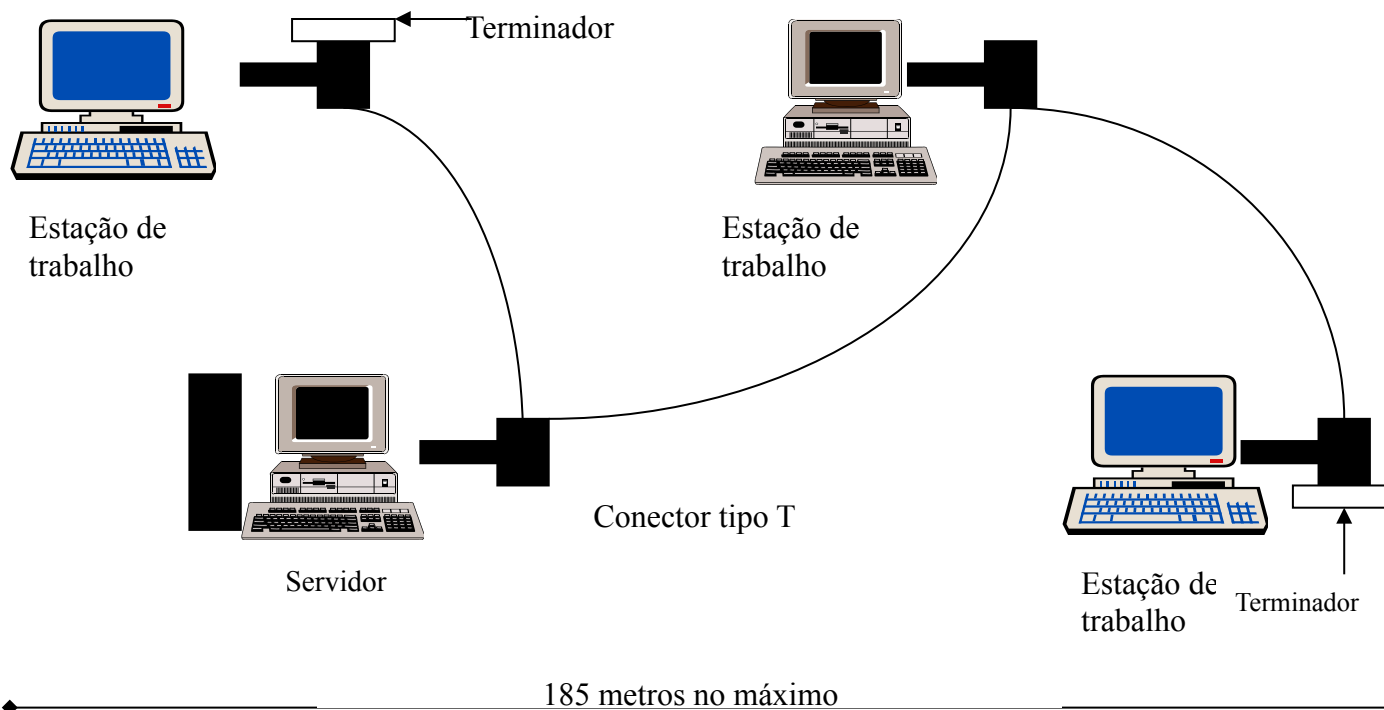 Terminador
Estação de
trabalho
Estação de
trabalho
Conector tipo T
Servidor
Estação de
trabalho
Terminador
185 metros no máximo